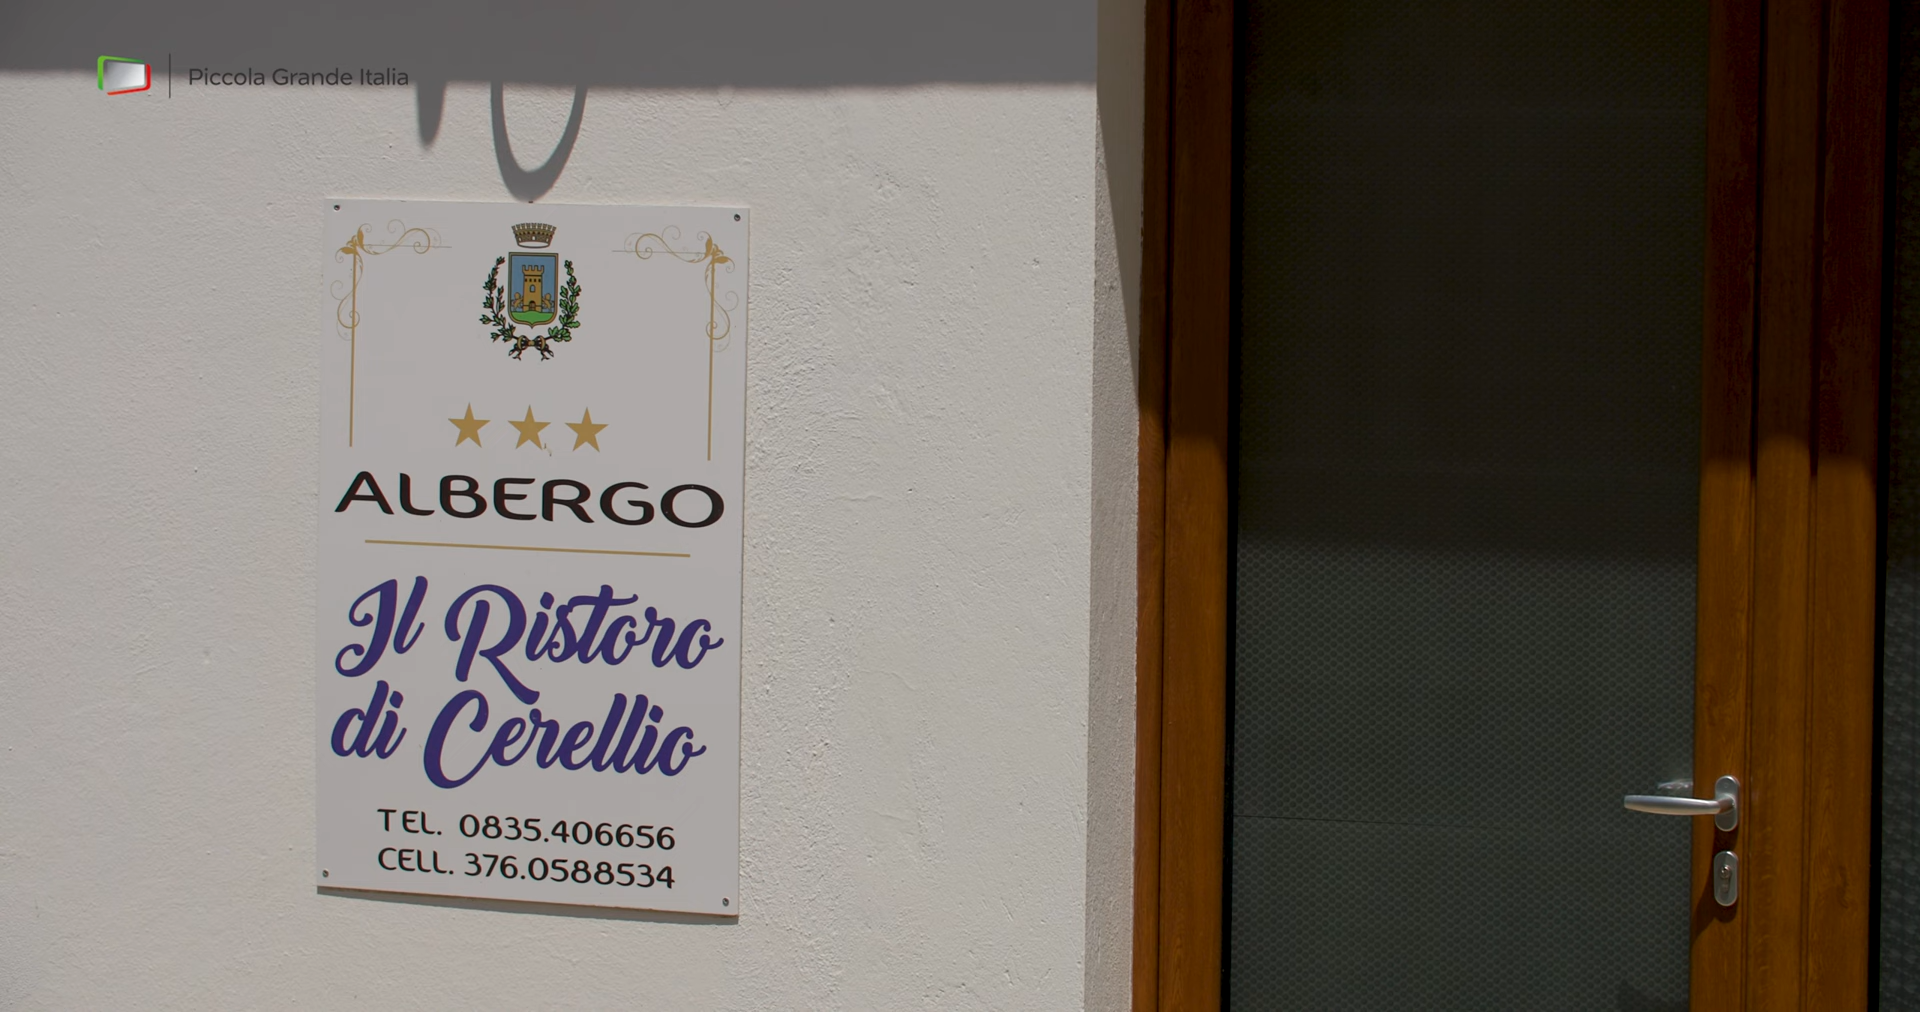 Piccola Grande Italia
ALBERGO
Il Ristoro
di Cerellio
TEL. 0835.406656
CELL. 376.0588534